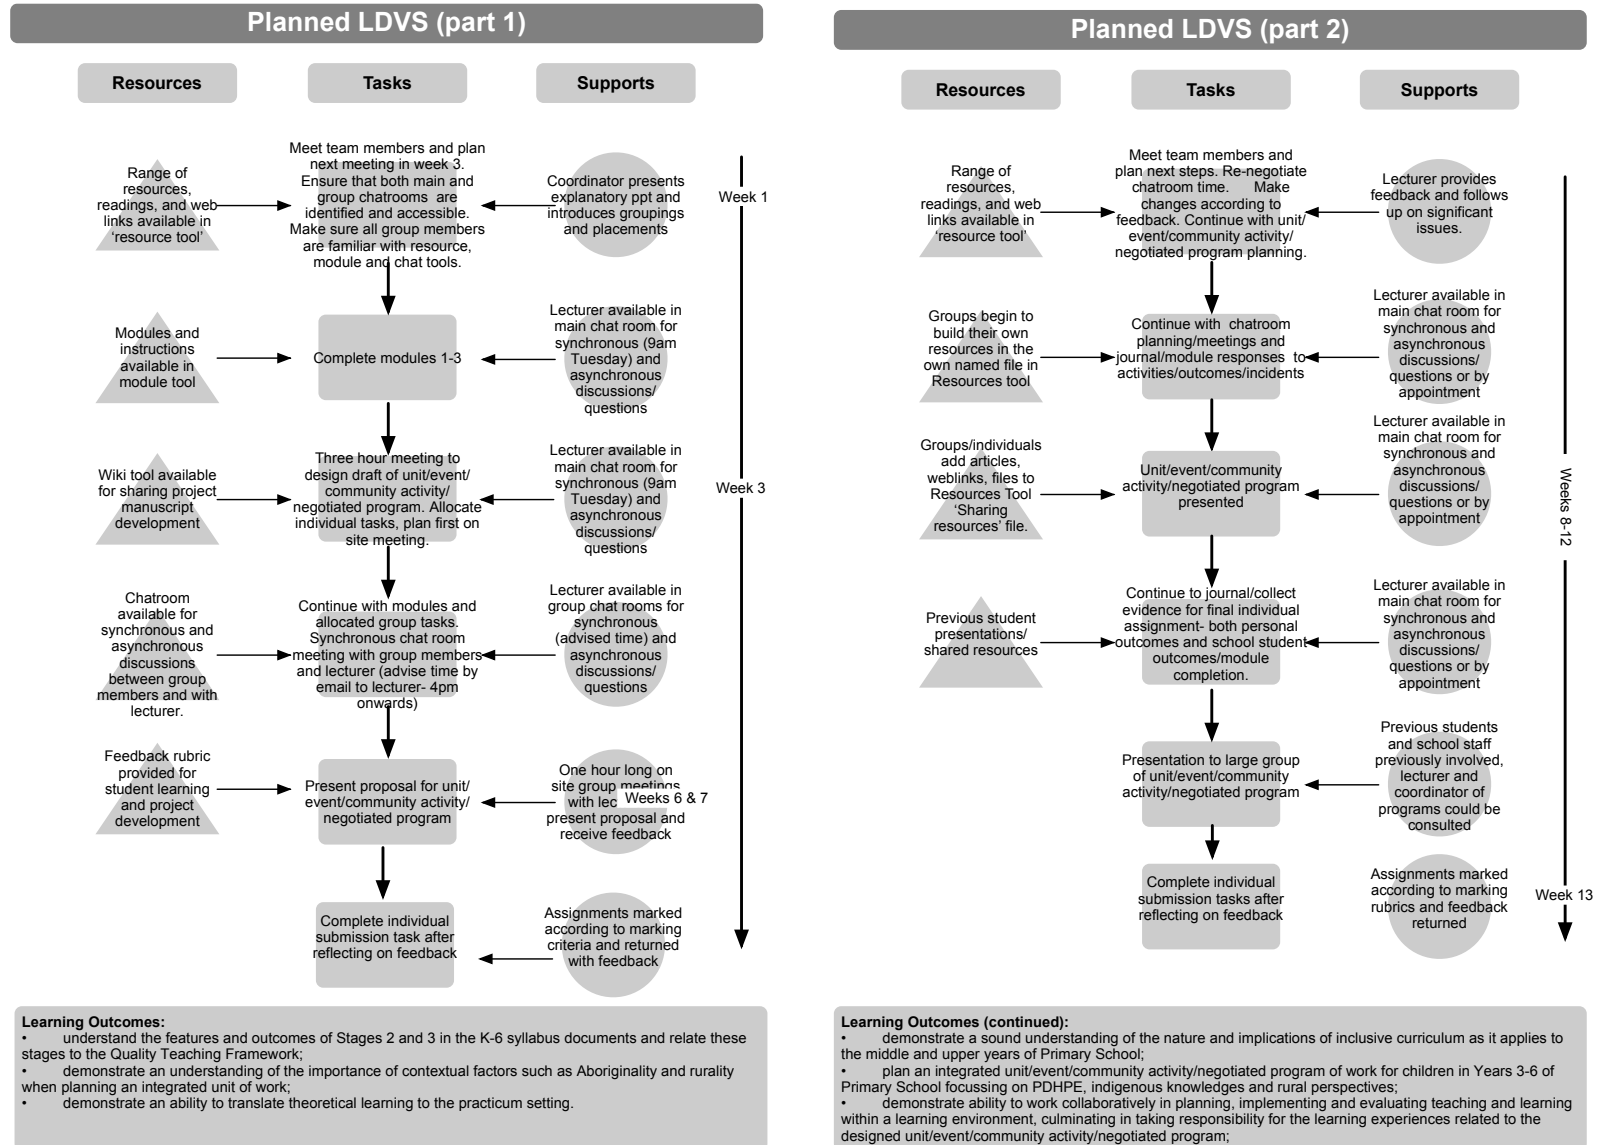 Planned LDVS (part 1)
Resources
Tasks
Supports
Range of
resources,
readings, and web
links available in
‘resource tool’
Meet team members and plan
next meeting in week 3.
Ensure that both main and
group chatrooms are
identified and accessible.
Make sure all group members
are familiar with resource,
module and chat tools.
Coordinator presents
explanatory ppt and
introduces groupings
and placements
Week 1
Modules and
instructions
available in
module tool
Complete modules 1-3
Lecturer available in
main chat room for
synchronous (9am
Tuesday) and
asynchronous
discussions/
questions
Wiki tool available
for sharing project
manuscript
development
Three hour meeting to
design draft of unit/event/
community activity/
negotiated program. Allocate
individual tasks, plan first on
site meeting.
Lecturer available in
main chat room for
synchronous (9am
Tuesday) and
asynchronous
discussions/
questions
Week 3
Chatroom
available for
synchronous and
asynchronous
discussions
between group
members and with
lecturer.
Continue with modules and
allocated group tasks.
Synchronous chat room
meeting with group members
and lecturer (advise time by
email to lecturer- 4pm
onwards)
Lecturer available in
group chat rooms for
synchronous
(advised time) and
asynchronous
discussions/
questions
Feedback rubric
provided for
student learning
and project
development
Present proposal for unit/
event/community activity/
negotiated program
One hour long on
site group meetings
with lec
present proposal and
receive feedback
Weeks 6 & 7
Complete individual
submission task after
reflecting on feedback
Assignments marked
according to marking
criteria and returned
with feedback
Learning Outcomes:
• understand the features and outcomes of Stages 2 and 3 in the K-6 syllabus documents and relate these
stages to the Quality Teaching Framework;
• demonstrate an understanding of the importance of contextual factors such as Aboriginality and rurality
when planning an integrated unit of work;
• demonstrate an ability to translate theoretical learning to the practicum setting.
Planned LDVS (part 2)
Resources
Tasks
Supports
Range of
resources,
readings, and web
links available in
‘resource tool’
Meet team members and
plan next steps. Re-negotiate
chatroom time. Make
changes according to
feedback. Continue with unit/
event/community activity/
negotiated program planning.
Lecturer provides
feedback and follows
up on significant
issues.
Groups begin to
build their own
resources in the
own named file in
Resources tool
Continue with chatroom
planning/meetings and
journal/module responses to
activities/outcomes/incidents
Lecturer available in
main chat room for
synchronous and
asynchronous
discussions/
questions or by
appointment
Groups/individuals
add articles,
weblinks, files to
Resources Tool
‘Sharing
resources’ file.
Unit/event/community
activity/negotiated program
presented
Lecturer available in
main chat room for
synchronous and
asynchronous
discussions/
questions or by
appointment
Weeks 8-12
Previous student
presentations/
shared resources
Continue to journal/collect
evidence for final individual
assignment- both personal
outcomes and school student
outcomes/module
completion.
Lecturer available in
main chat room for
synchronous and
asynchronous
discussions/
questions or by
appointment
Presentation to large group
of unit/event/community
activity/negotiated program
Previous students
and school staff
previously involved,
lecturer and
coordinator of
programs could be
consulted
Complete individual
submission tasks after
reflecting on feedback
Assignments marked
according to marking
rubrics and feedback
returned
Week 13
Learning Outcomes (continued):
• demonstrate a sound understanding of the nature and implications of inclusive curriculum as it applies to
the middle and upper years of Primary School;
• plan an integrated unit/event/community activity/negotiated program of work for children in Years 3-6 of
Primary School focussing on PDHPE, indigenous knowledges and rural perspectives;
• demonstrate ability to work collaboratively in planning, implementing and evaluating teaching and learning
within a learning environment, culminating in taking responsibility for the learning experiences related to the
designed unit/event/community activity/negotiated program;